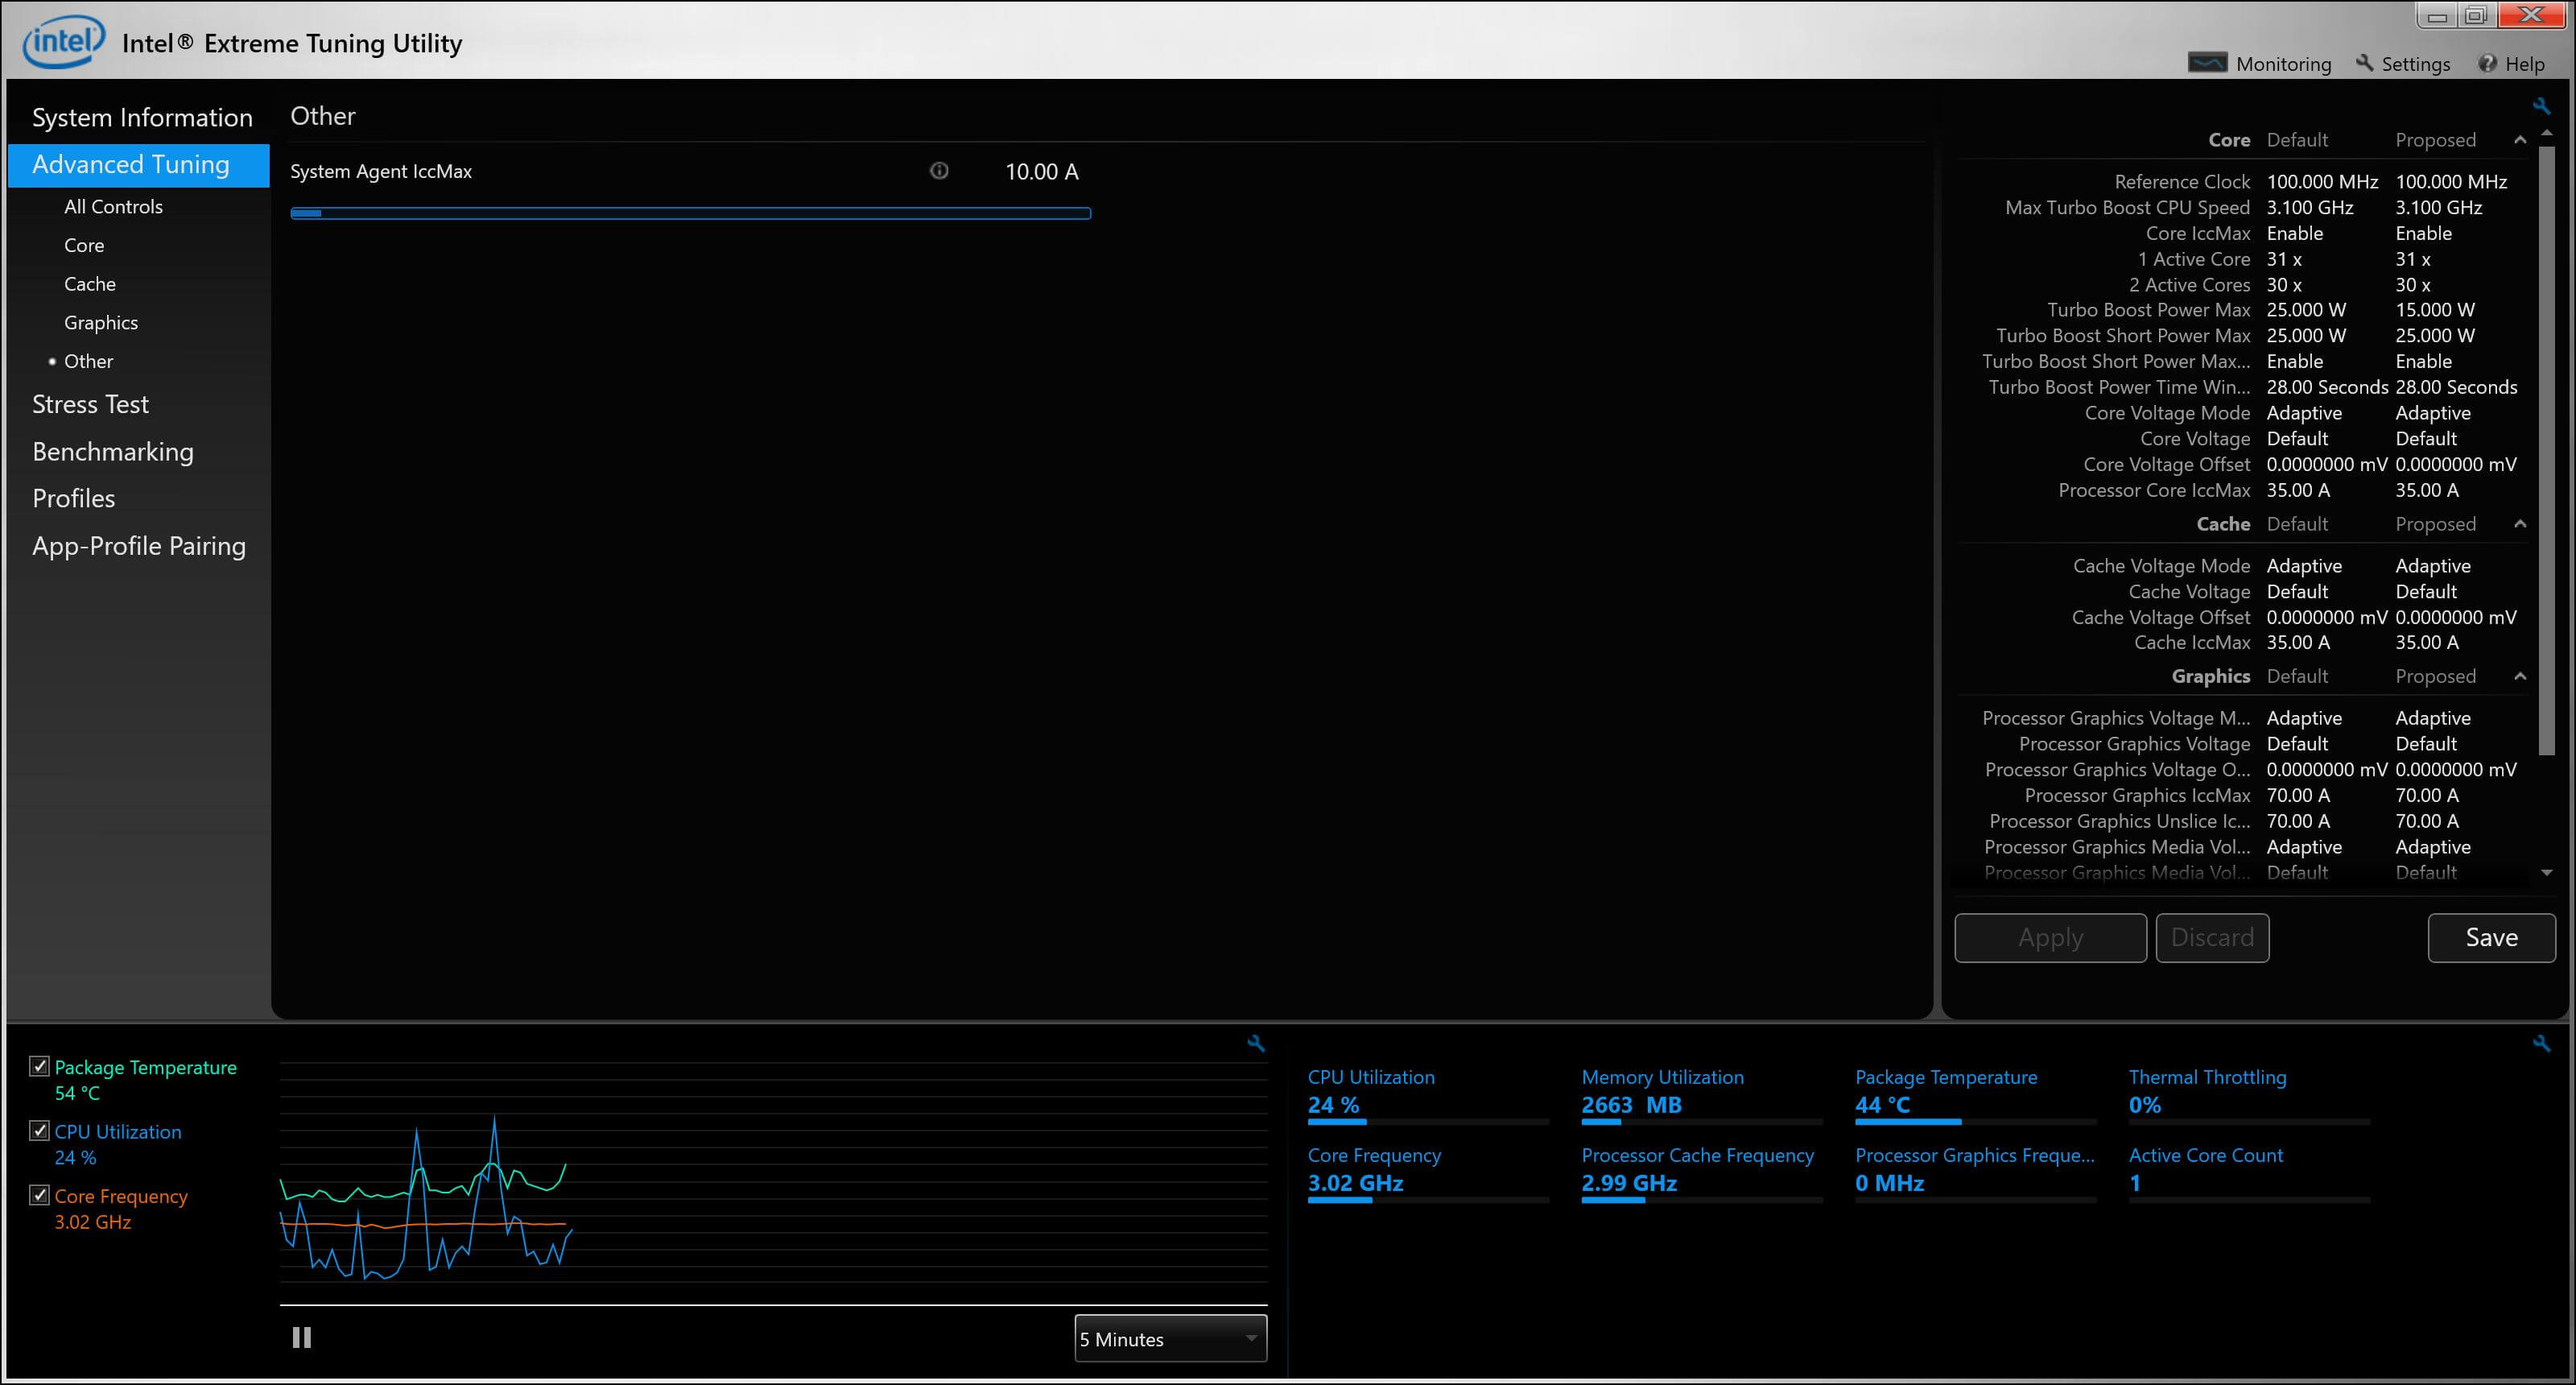 intel Intel® Extreme Tuning Utility
Monitoring Settings Help
System Information
Advanced Tuning
All Controls
Core
Cache
Graphics
Other
Stress Test
Benchmarking
Profiles
App-Profile Pairing
Other
System Agent IccMax 10.00 A
Core Default Proposed
Reference Clock 100.000 MHz 100.000 MHz
Max Turbo Boost CPU Speed 3.100 GHz 3.100 GHz
Core IccMax Enable Enable
1 Active Core 31 x 31 x
2 Active Cores 30 x 30 x
Turbo Boost Power Max 25.000 W 15.000 W
Turbo Boost Short Power Max 25.000 W 25.000 W
Turbo Boost Short Power Max... Enable Enable
Turbo Boost Power Time Win... 28.00 Seconds 28.00 Seconds
Core Voltage Mode Adaptive Adaptive
Core Voltage Default Default
Core Voltage Offset 0.0000000 mV 0.0000000 mV
Processor Core IccMax 35.00 A 35.00 A
Cache Default Proposed
Cache Voltage Mode Adaptive Adaptive
Cache Voltage Default Default
Cache Voltage Offset 0.0000000 mV 0.0000000 mV
Cache IccMax 35.00 A 35.00 A
Graphics Default Proposed
Processor Graphics Voltage M... Adaptive Adaptive
Processor Graphics Voltage Default Default
Processor Graphics Voltage O... 0.0000000 mV 0.0000000 mV
Processor Graphics IccMax 70.00 A 70.00 A
Processor Graphics Unslice Ic... 70.00 A 70.00 A
Processor Graphics Media Vol... Adaptive Adaptive
Processor Graphics Media Vol... Default Default
Apply Discard Save
Package Temperature
54 °C
CPU Utilization
24 %
Core Frequency
3.02 GHz
5 Minutes
CPU Utilization Memory Utilization Package Temperature Thermal Throttling
24 % 2663 MB 44 °C 0%
Core Frequency Processor Cache Frequency Processor Graphics Freque... Active Core Count
3.02 GHz 2.99 GHz 0 MHz 1